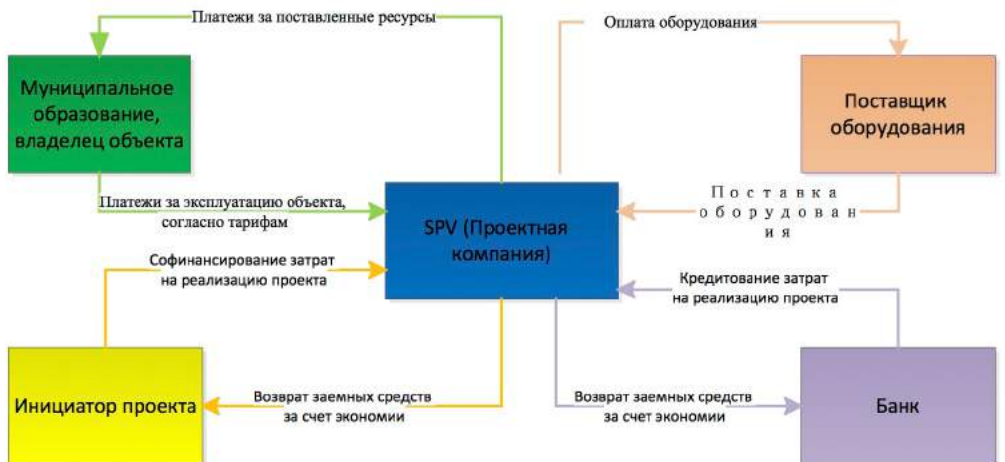 Платежи за поставленные ресурсы
Оплата оборудования
Муниципальное
образование,
владелец объекта
Поставщик
оборудования
Платежи за эксплуатацию объекта,
согласно тарифам
SPV (Проектная
компания)
Поставка
оборудован
ия
Софинансирование затрат
на реализацию проекта
Кредитование затрат
на реализацию проекта
Инициатор проекта
Возврат заемных средств
за счет экономии
Возврат заемных средств
за счет экономии
Банк